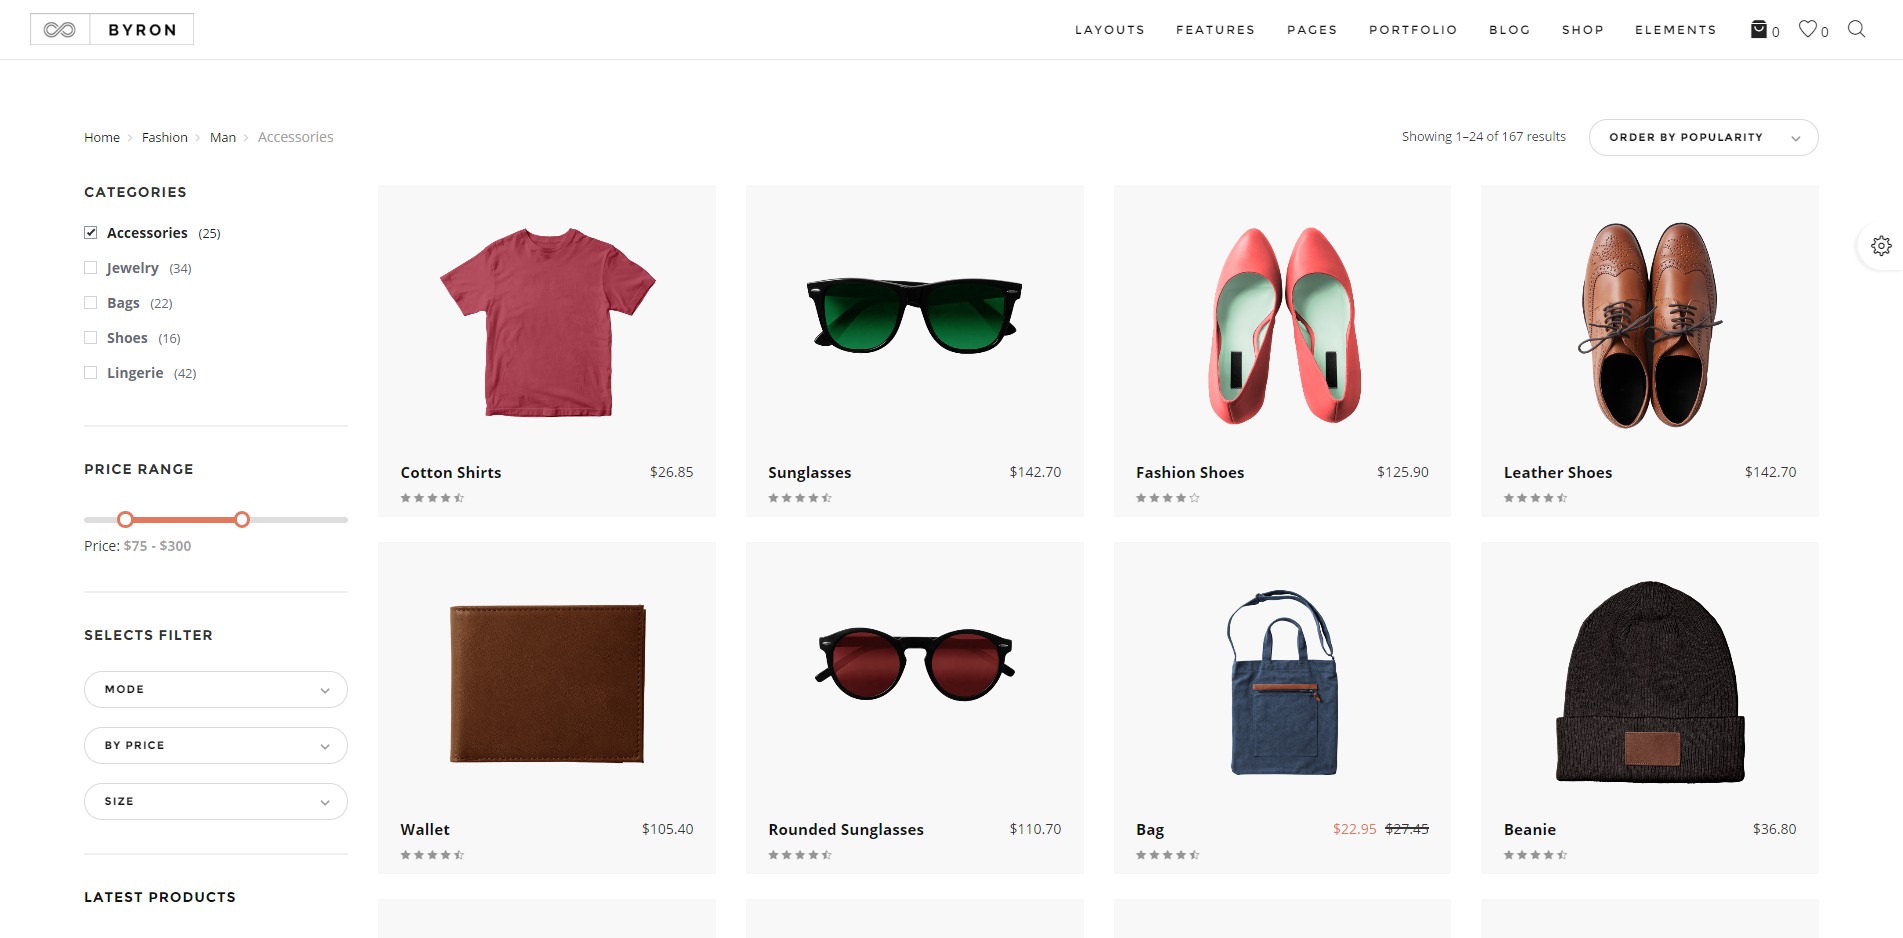 BYRON
LAYOUTS FEATURES PAGES PORTFOLIO BLOG SHOP ELEMENTS 0 0
Home Fashion Man Accessories
Showing 1–24 of 167 results
ORDER BY POPULARITY
CATEGORIES
Accessories (25)
Jewelry (34)
Bags (22)
Shoes (16)
Lingerie (42)
PRICE RANGE
Price: $75 - $300
SELECTS FILTER
MODE
BY PRICE
SIZE
LATEST PRODUCTS
Cotton Shirts $26.85
Sunglasses $142.70
Fashion Shoes $125.90
Leather Shoes $142.70
Wallet $105.40
Rounded Sunglasses $110.70
Bag $22.95 $27.45
Beanie $36.80